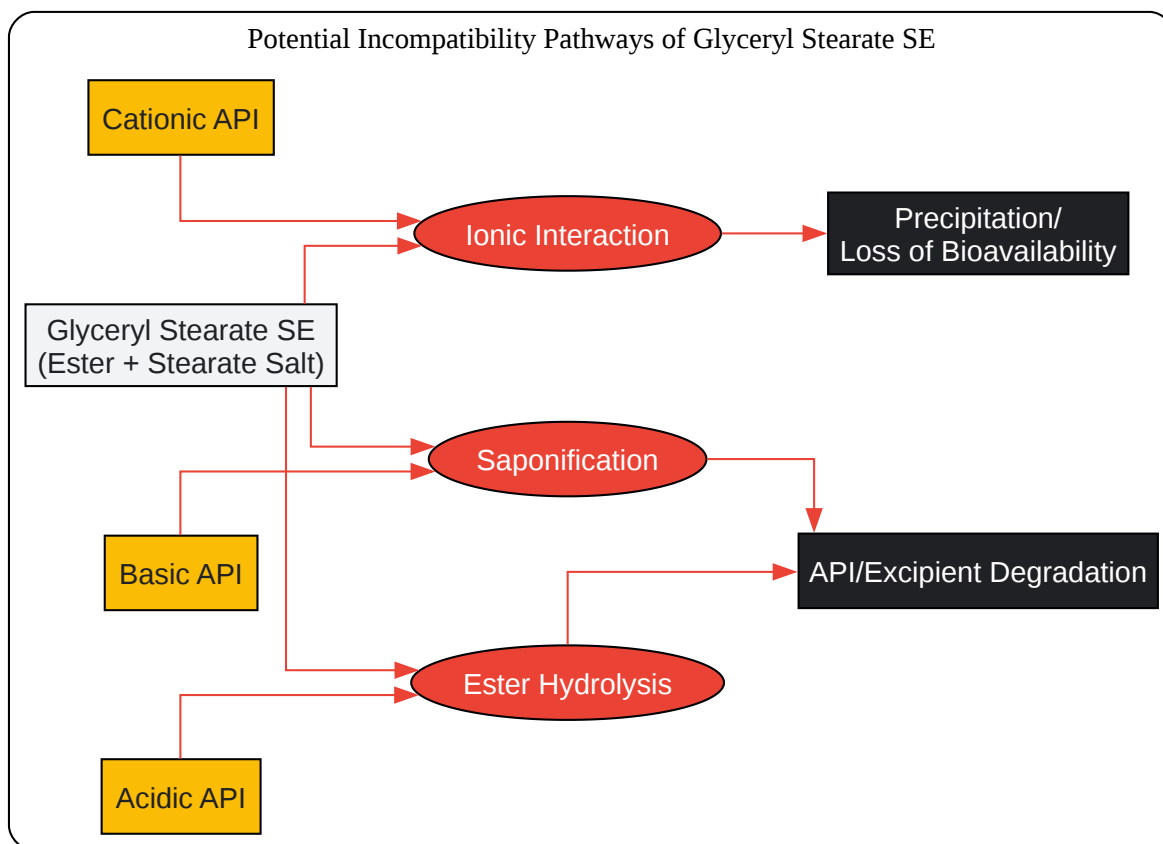 Potential Incompatibility Pathways of Glyceryl Stearate SE
Cationic API
Ionic Interaction
Precipitation/
Loss of Bioavailability
Glyceryl Stearate SE
(Ester + Stearate Salt)
Saponification
Basic API
API/Excipient Degradation
Ester Hydrolysis
Acidic API